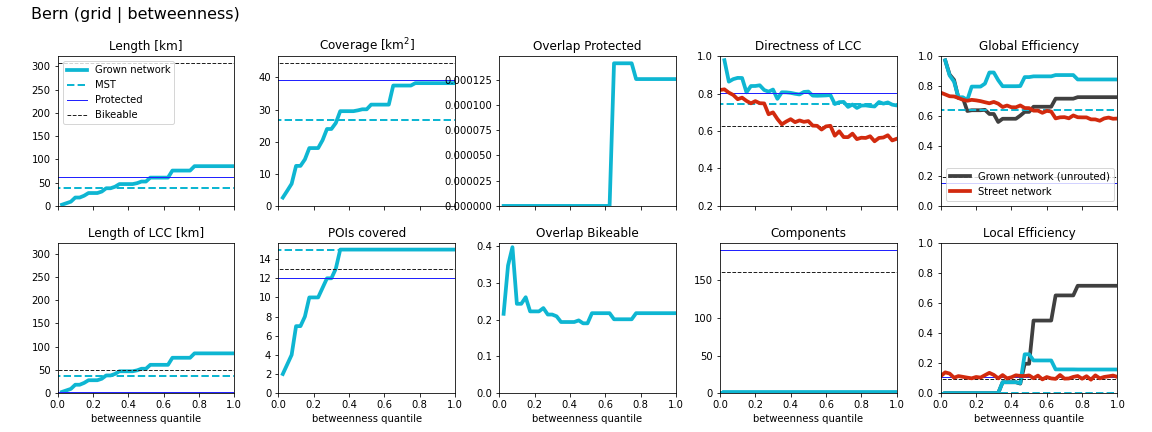 Bern (grid | betweenness)
Length [km]
300
250
200
150
100
50
0
Grown network
MST
Protected
Bikeable
Coverage [km²]
40
30
20
10
0
Overlap Protected
0.000125
0.000100
0.000075
0.000050
0.000025
0.000000
Directness of LCC
1.0
0.8
0.6
0.4
0.2
Global Efficiency
1.0
0.8
0.6
0.4
0.2
0.0
Grown network (unrouted)
Street network
Length of LCC [km]
300
250
200
150
100
50
0
0.0 0.2 0.4 0.6 0.8 1.0
betweenness quantile
POIs covered
14
12
10
8
6
4
2
0
0.0 0.2 0.4 0.6 0.8 1.0
betweenness quantile
Overlap Bikeable
0.4
0.3
0.2
0.1
0.0
0.0 0.2 0.4 0.6 0.8 1.0
betweenness quantile
Components
150
100
50
0
0.0 0.2 0.4 0.6 0.8 1.0
betweenness quantile
Local Efficiency
1.0
0.8
0.6
0.4
0.2
0.0
0.0 0.2 0.4 0.6 0.8 1.0
betweenness quantile